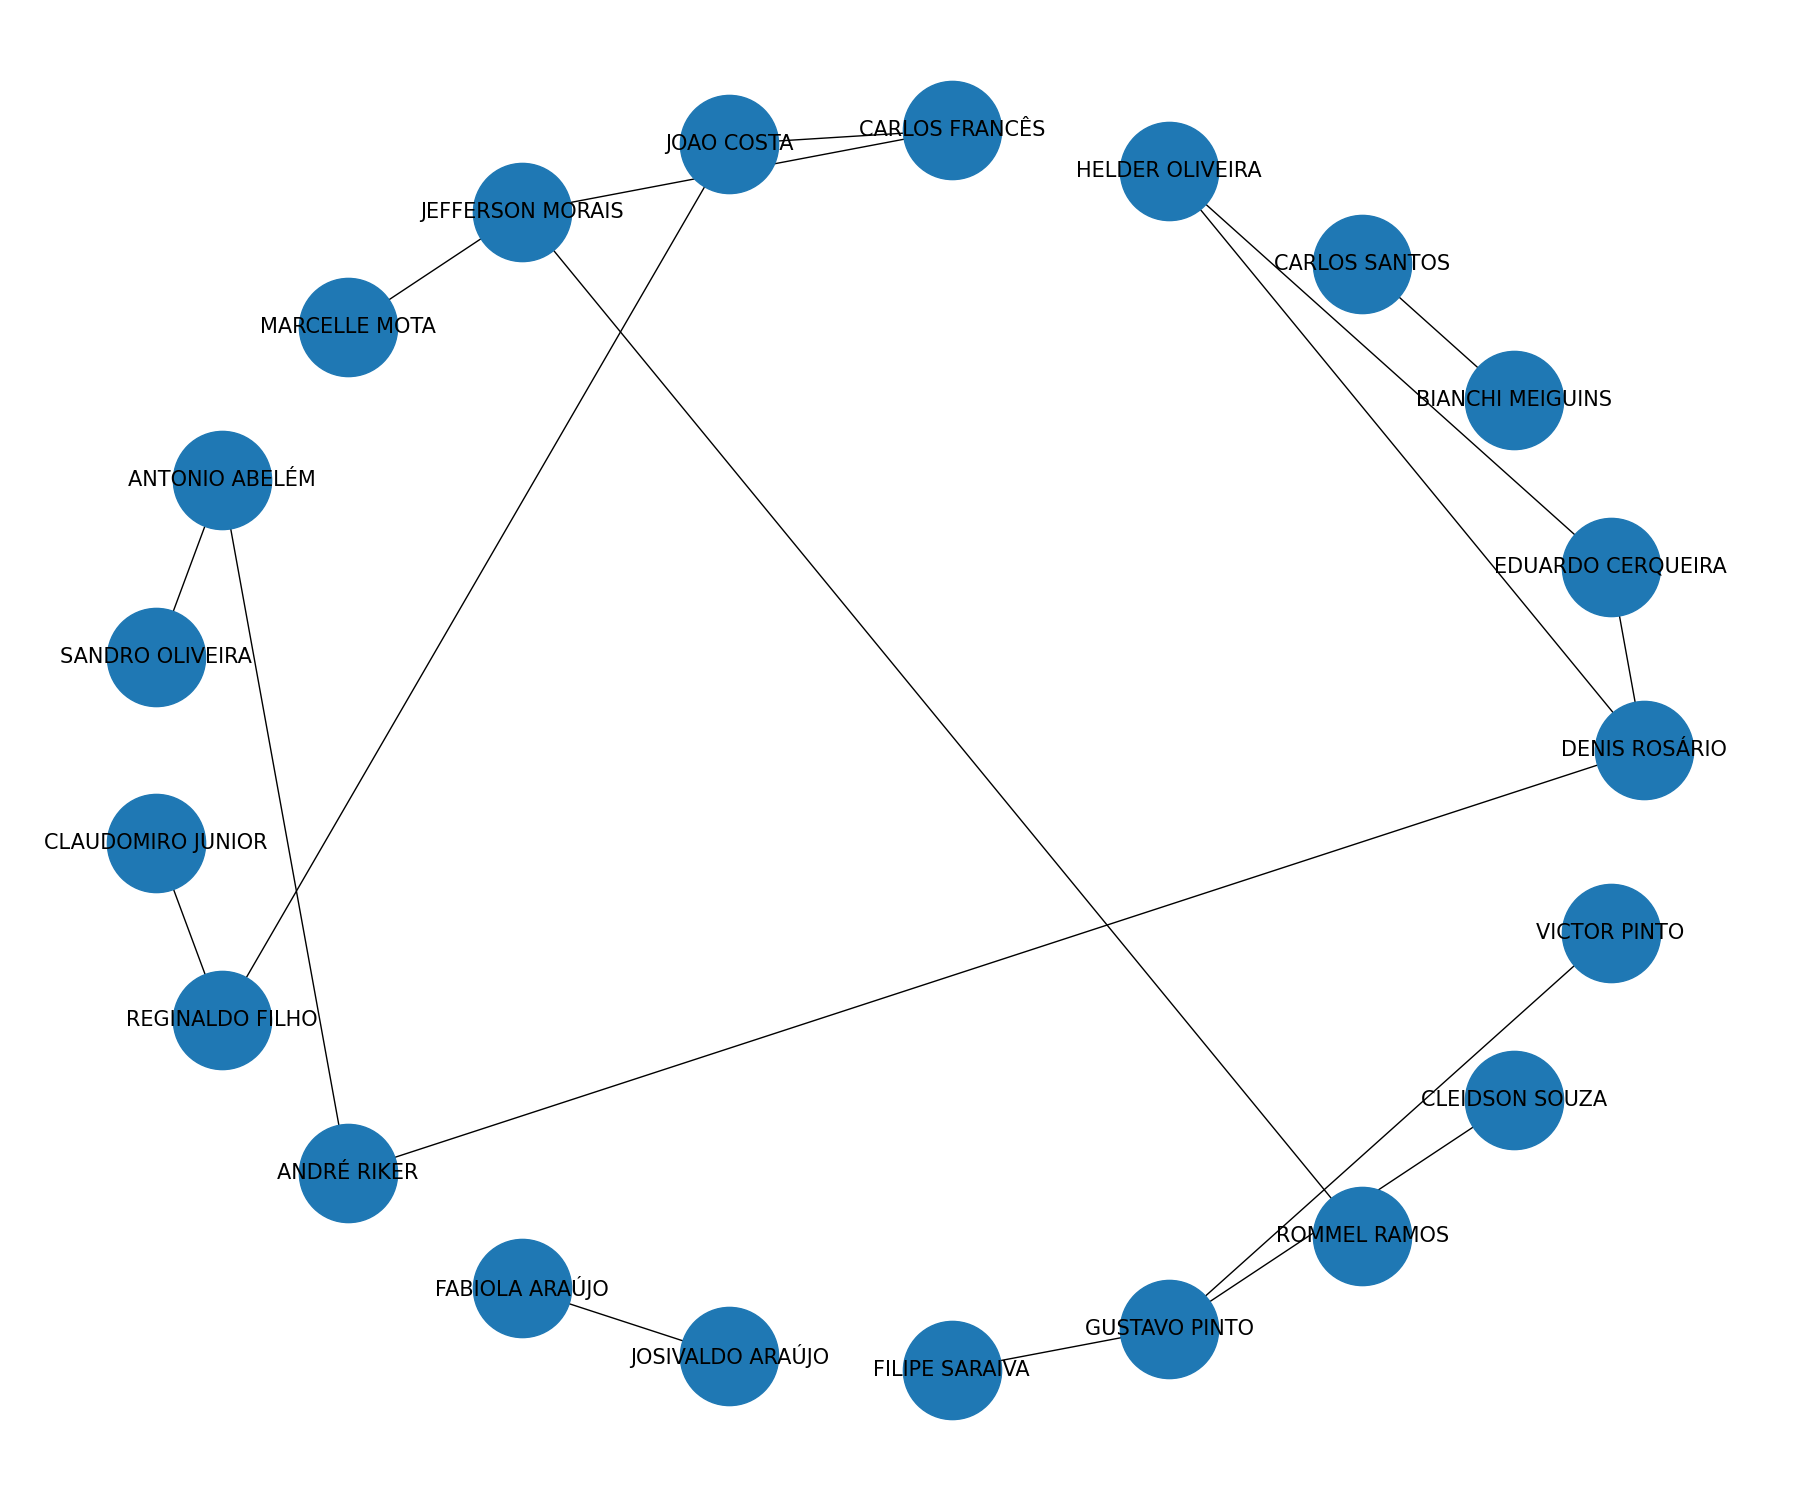 CARLOS FRANCÊS
JOAO COSTA
HELDER OLIVEIRA
JEFFERSON MORAIS
CARLOS SANTOS
MARCELLE MOTA
BIANCHI MEIGUINS
ANTONIO ABELÉM
EDUARDO CERQUEIRA
SANDRO OLIVEIRA
DENIS ROSÁRIO
CLAUDOMIRO JUNIOR
VICTOR PINTO
REGINALDO FILHO
CLEIDSON SOUZA
ANDRÉ RIKER
ROMMEL RAMOS
FABIOLA ARAÚJO
GUSTAVO PINTO
JOSIVALDO ARAÚJO
FILIPE SARAIVA